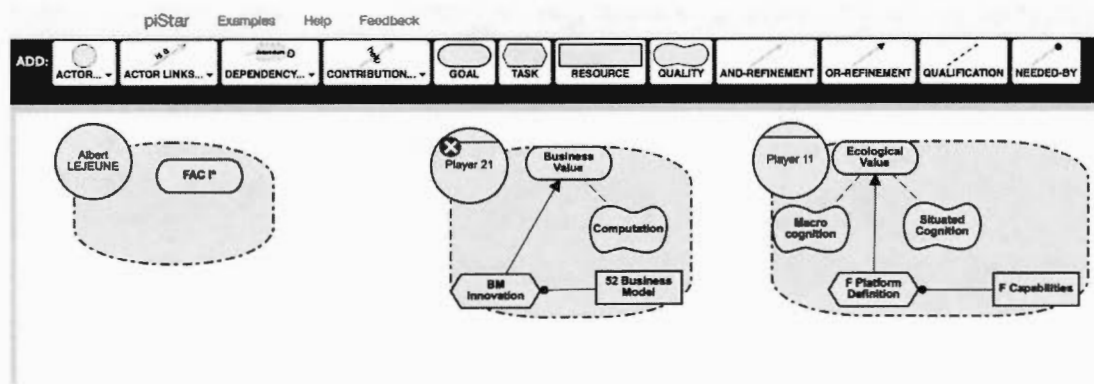 piStar Examples Help Feedback
ADD: ACTOR... ACTOR LINKS... DEPENDENCY... CONTRIBUTION... GOAL TASK RESOURCE QUALITY AND-REFINEMENT OR-REFINEMENT QUALIFICATION NEEDED-BY
D
Albert
LEJEUNE
FAC I*
Player 21
Business
Value
Computation
BM
Innovation
52 Business
Model
Player 11
Ecological
Value
Macro
cognition
Situated
Cognition
F Platform
Definition
F Capabilities